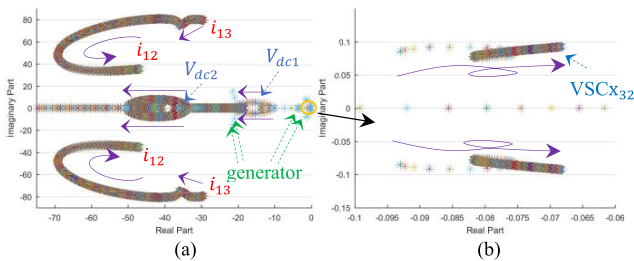 80
60
40
20
0
-20
-40
-60
-80
Imaginary Part
-70
-60
-50
-40
-30
-20
-10
0
Real Part
i12
i13
Vdc2
Vdc1
i12
i13
generator
(a)
0.15
0.1
0.05
0
-0.05
-0.1
-0.15
Imaginary Part
-0.1
-0.095
-0.09
-0.085
-0.08
-0.075
-0.07
-0.065
-0.06
Real Part
VSCx32
(b)